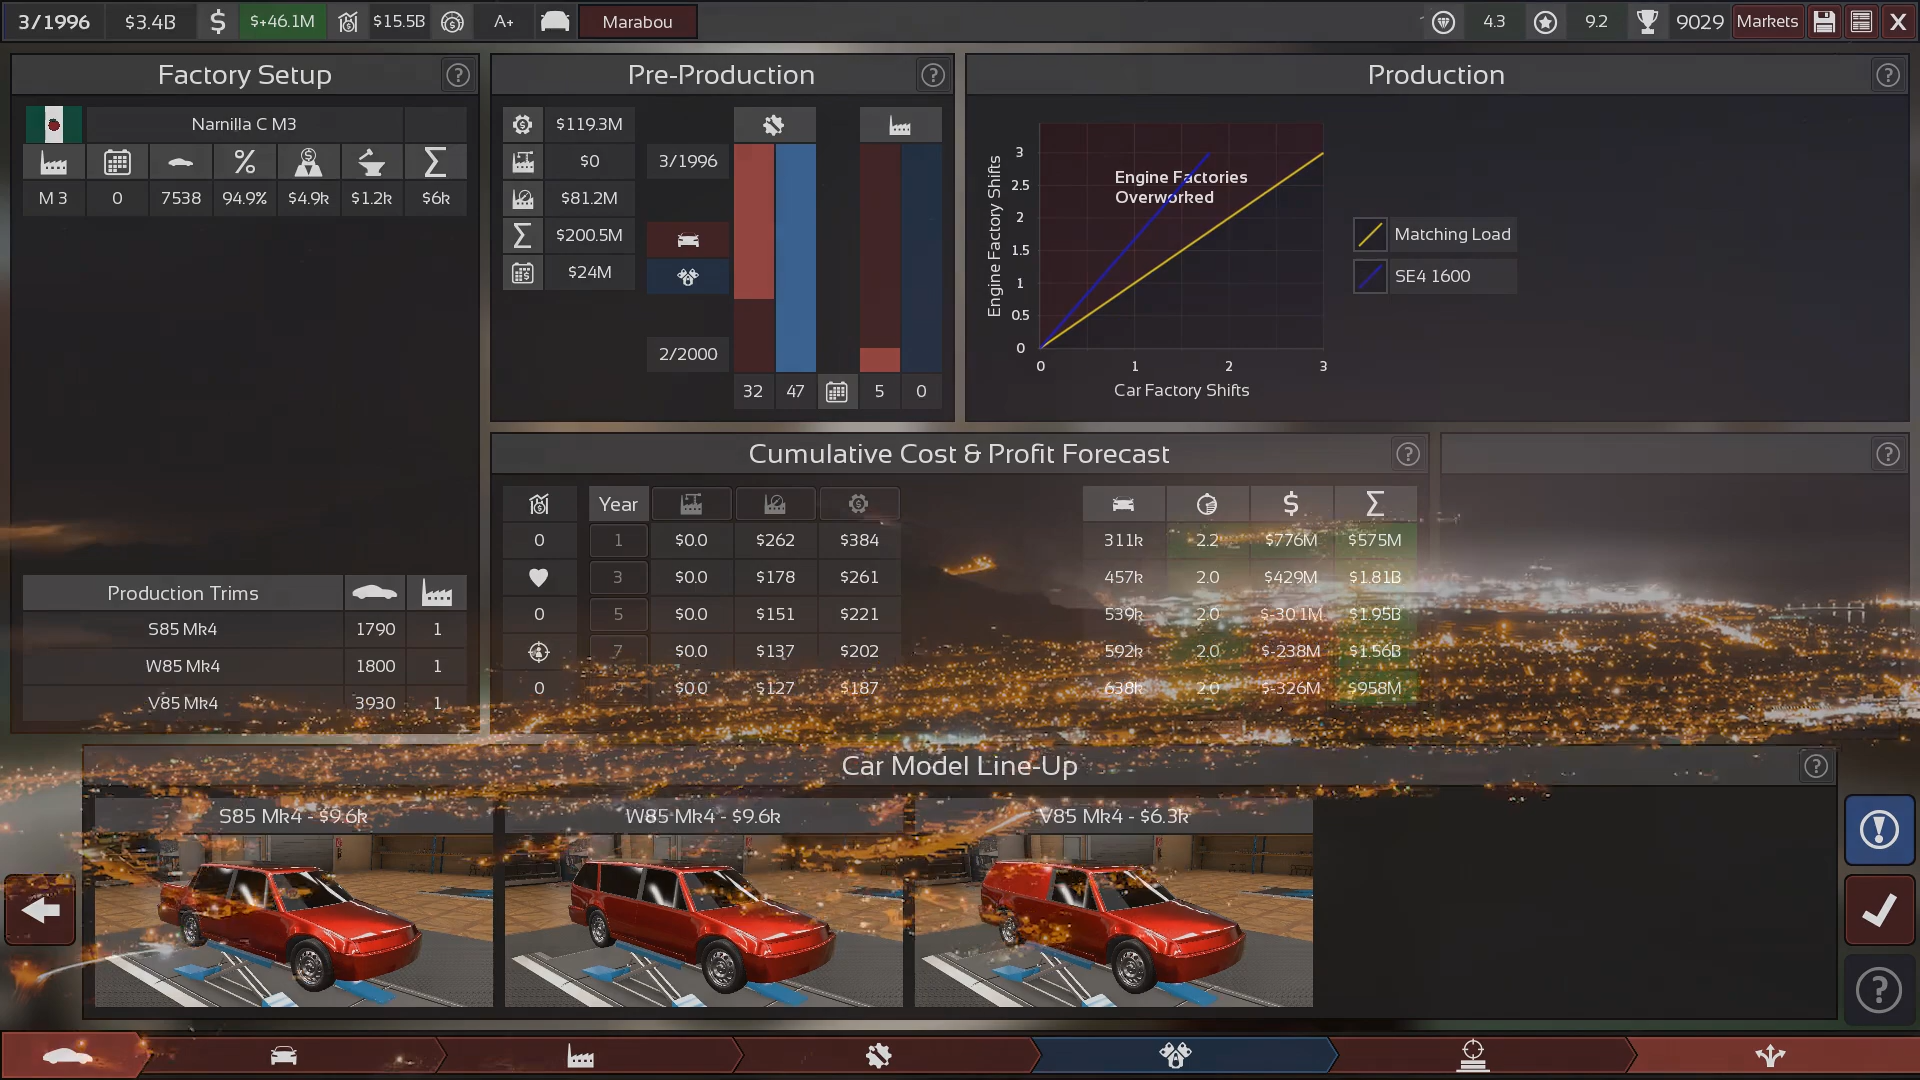 3/1996 $3.4B $+46.1M $15.5B A+ Marabou 4.3 9.2 9029 Markets X
Factory Setup ?
Narnilla C M3
%
M 3 0 7538 94.9% $4.9k $1.2k $6k
Production Trims
S85 Mk4 1790 1
W85 Mk4 1800 1
V85 Mk4 3930 1
Pre-Production ?
$119.3M
$0 3/1996
$81.2M
$200.5M
$24M
2/2000
32 47 5 0
Production ?
Engine Factory Shifts
3
2.5
2
1.5
1
0.5
0
Engine Factories
Overworked
0 1 2 3
Car Factory Shifts
Matching Load
SE4 1600
Cumulative Cost & Profit Forecast ?
Year $ Σ
0 1 $0.0 $262 $384 311k 2.2 $776M $575M
3 $0.0 $178 $261 457k 2.0 $429M $1.81B
0 5 $0.0 $151 $221 539k 2.0 $-30.1M $1.95B
7 $0.0 $137 $202 592k 2.0 $-238M $1.56B
0 9 $0.0 $127 $187 638k 2.0 $-326M $958M
?
Car Model Line-Up ?
S85 Mk4 - $9.6k W85 Mk4 - $9.6k V85 Mk4 - $6.3k
?